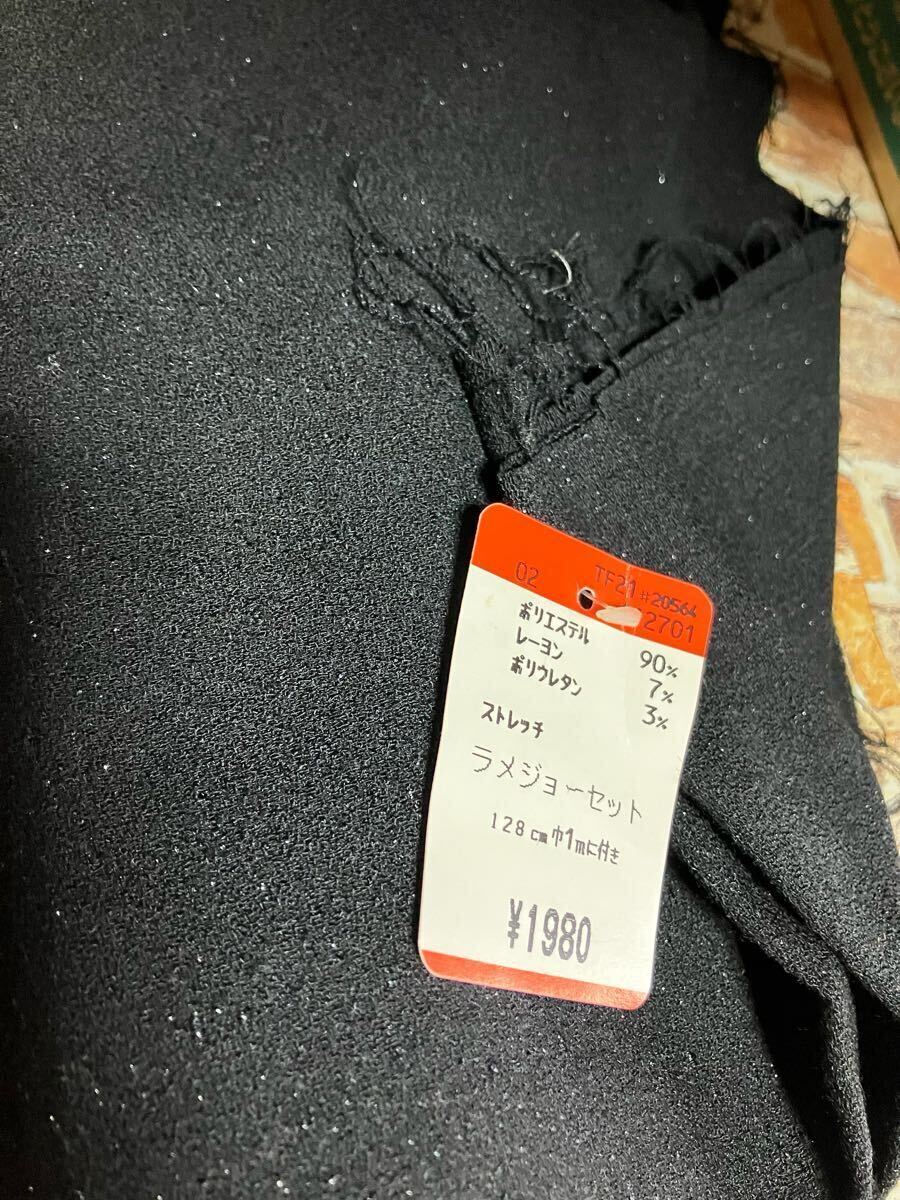 02 TF21 #20564
2701
ポリエステル 90%
レーヨン 7%
ポリウレタン 3%
ストレッチ
ラメジョーセット
128cm巾1mに付き
¥1980